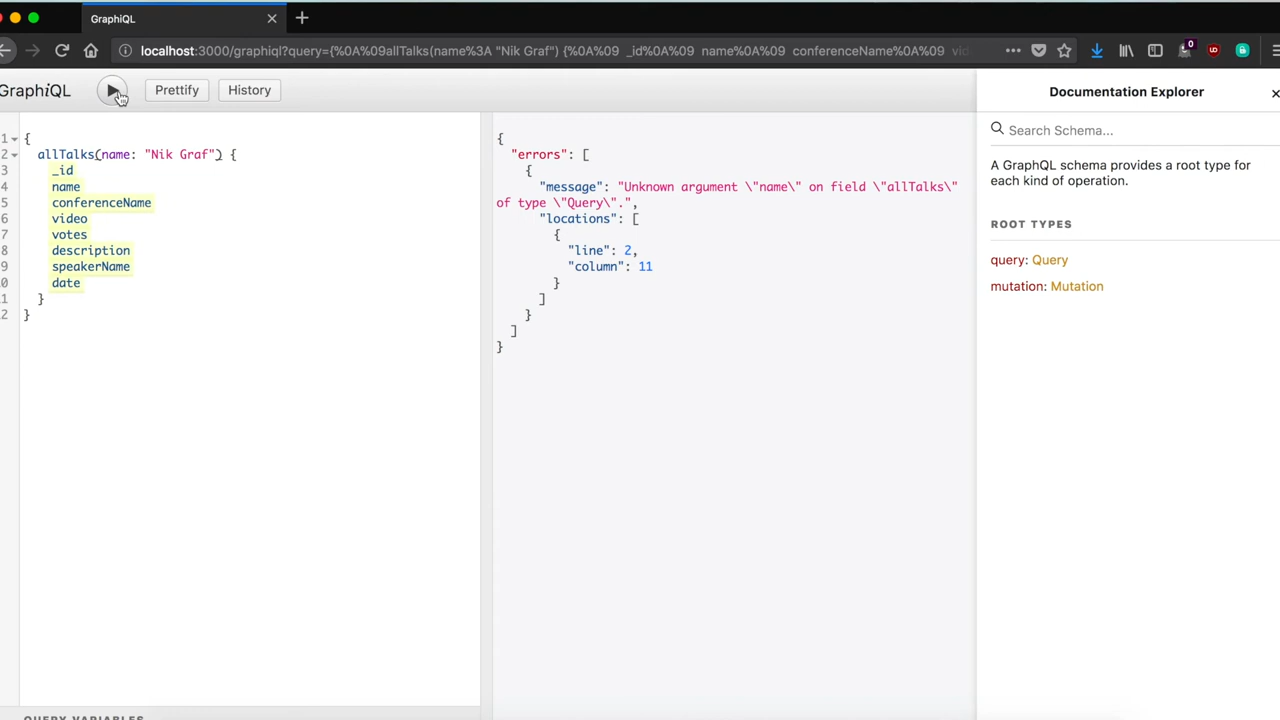 GraphiQL
localhost:3000/graphiql?query={%0A%09allTalks(name%3A "Nik Graf") {%0A%09 _id%0A%09 name%0A%09 conferenceName%0A%09 vid
0
GraphiQL
Prettify
History
Documentation Explorer
Search Schema...
A GraphQL schema provides a root type for
each kind of operation.
ROOT TYPES
query: Query
mutation: Mutation
1 {
2 allTalks(name: "Nik Graf") {
3 _id
4 name
5 conferenceName
6 video
7 votes
8 description
9 speakerName
10 date
11 }
12 }
{
"errors": [
{
"message": "Unknown argument \"name\" on field \"allTalks\"
of type \"Query\".",
"locations": [
{
"line": 2,
"column": 11
}
]
}
]
}
QUERY VARIABLES